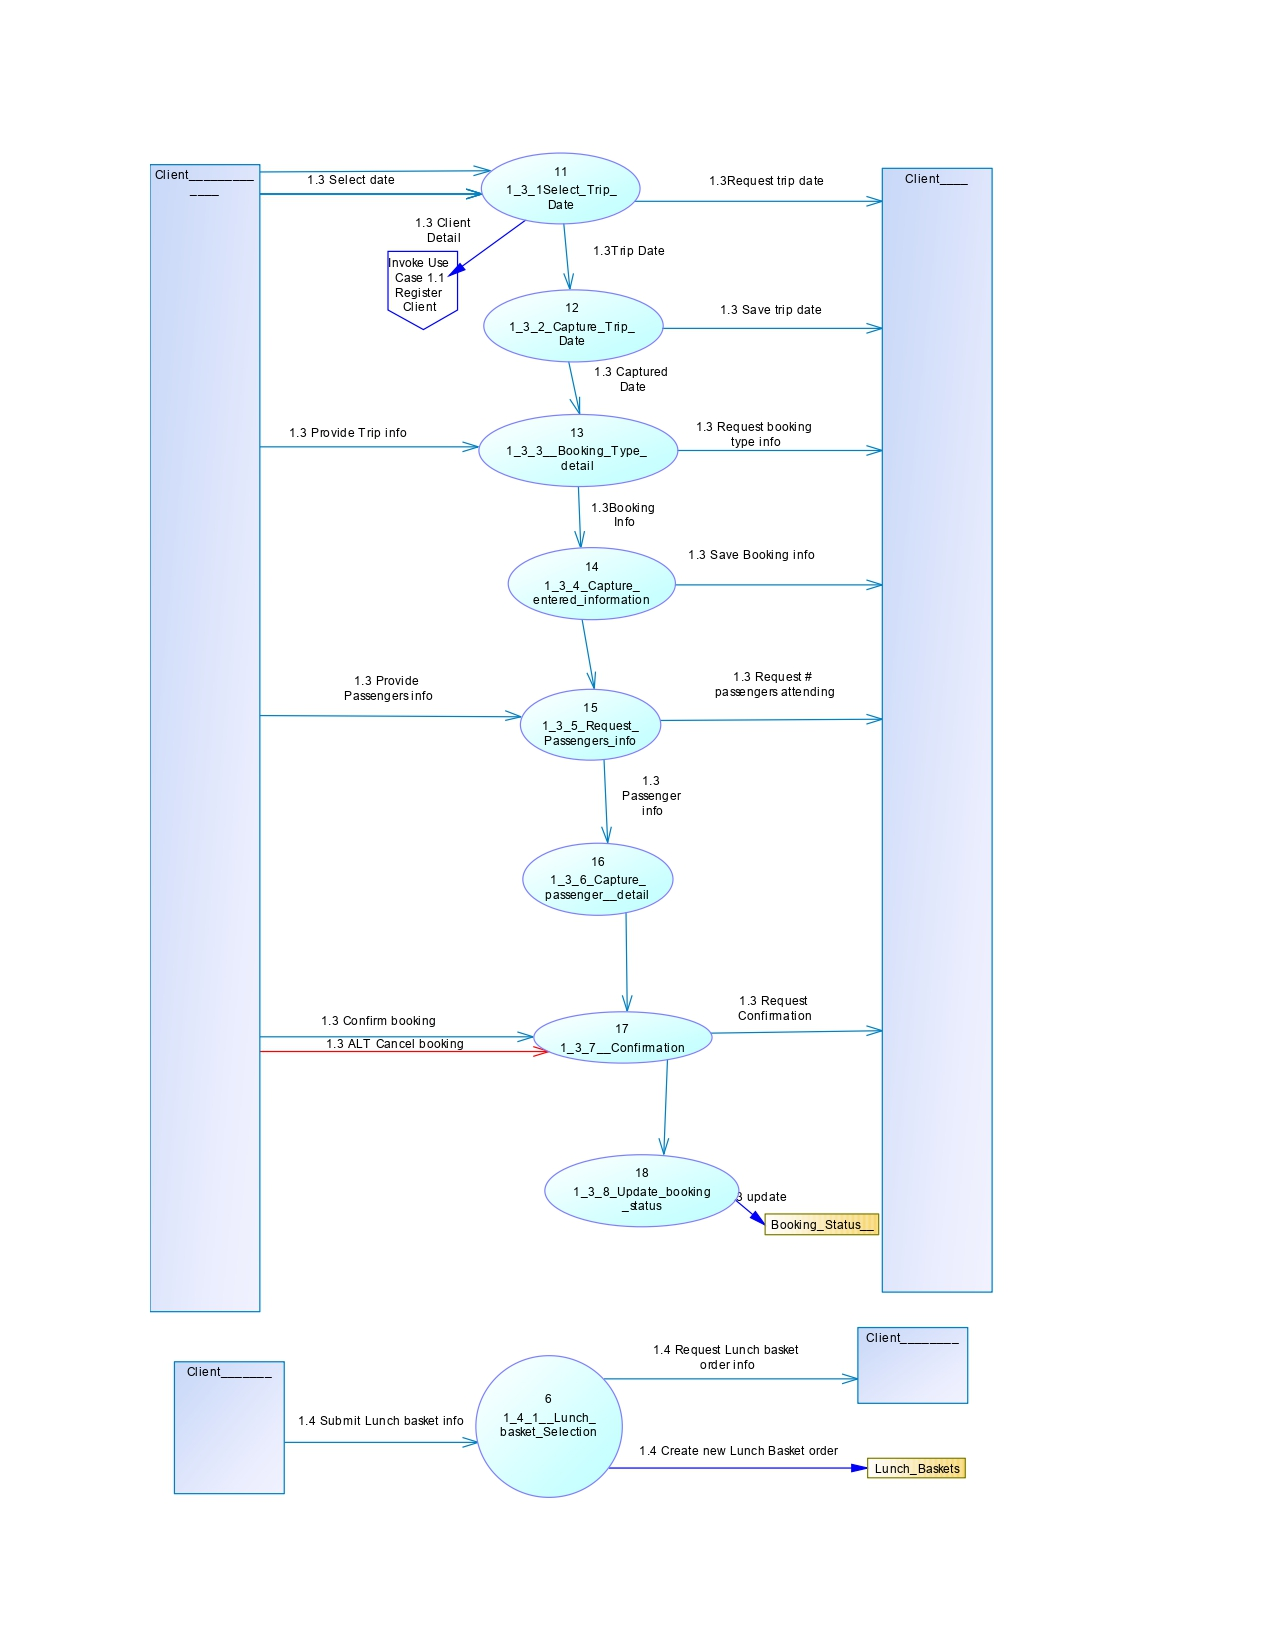 Client_________
____
1.3 Select date
11
1_3_1Select_Trip_
Date
1.3Request trip date
Client____
1.3 Client
Detail
1.3Trip Date
Invoke Use
Case 1.1
Register
Client
12
1_3_2_Capture_Trip_
Date
1.3 Save trip date
1.3 Captured
Date
1.3 Provide Trip info
13
1_3_3__Booking_Type_
detail
1.3 Request booking
type info
1.3Booking
Info
14
1_3_4_Capture_
entered_information
1.3 Save Booking info
1.3 Provide
Passengers info
15
1_3_5_Request_
Passengers_info
1.3 Request #
passengers attending
1.3
Passenger
info
16
1_3_6_Capture_
passenger__detail
1.3 Confirm booking
1.3 ALT Cancel booking
17
1_3_7__Confirmation
1.3 Request
Confirmation
18
1_3_8_Update_booking
_status
3 update
Booking_Status__
Client_______
1.4 Submit Lunch basket info
6
1_4_1__Lunch_
basket_Selection
1.4 Request Lunch basket
order info
Client________
1.4 Create new Lunch Basket order
Lunch_Baskets